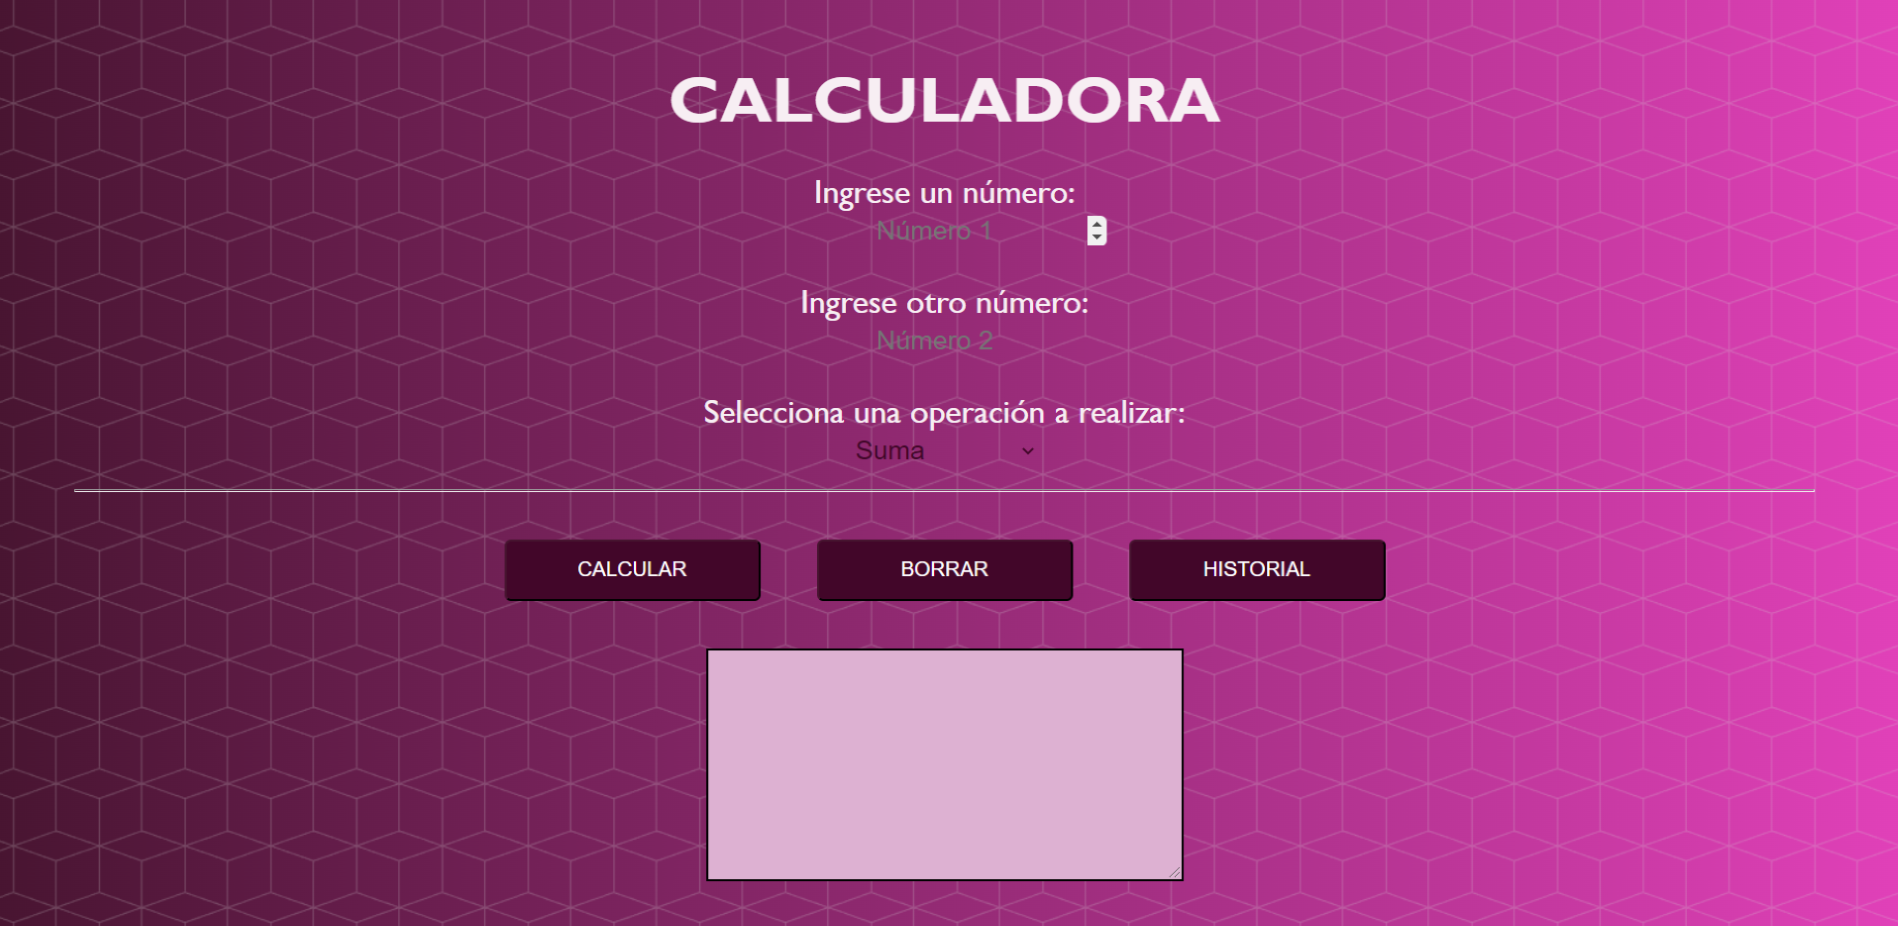 CALCULADORA
Ingrese un número:
Número 1
Ingrese otro número:
Número 2
Selecciona una operación a realizar:
Suma
CALCULAR BORRAR HISTORIAL